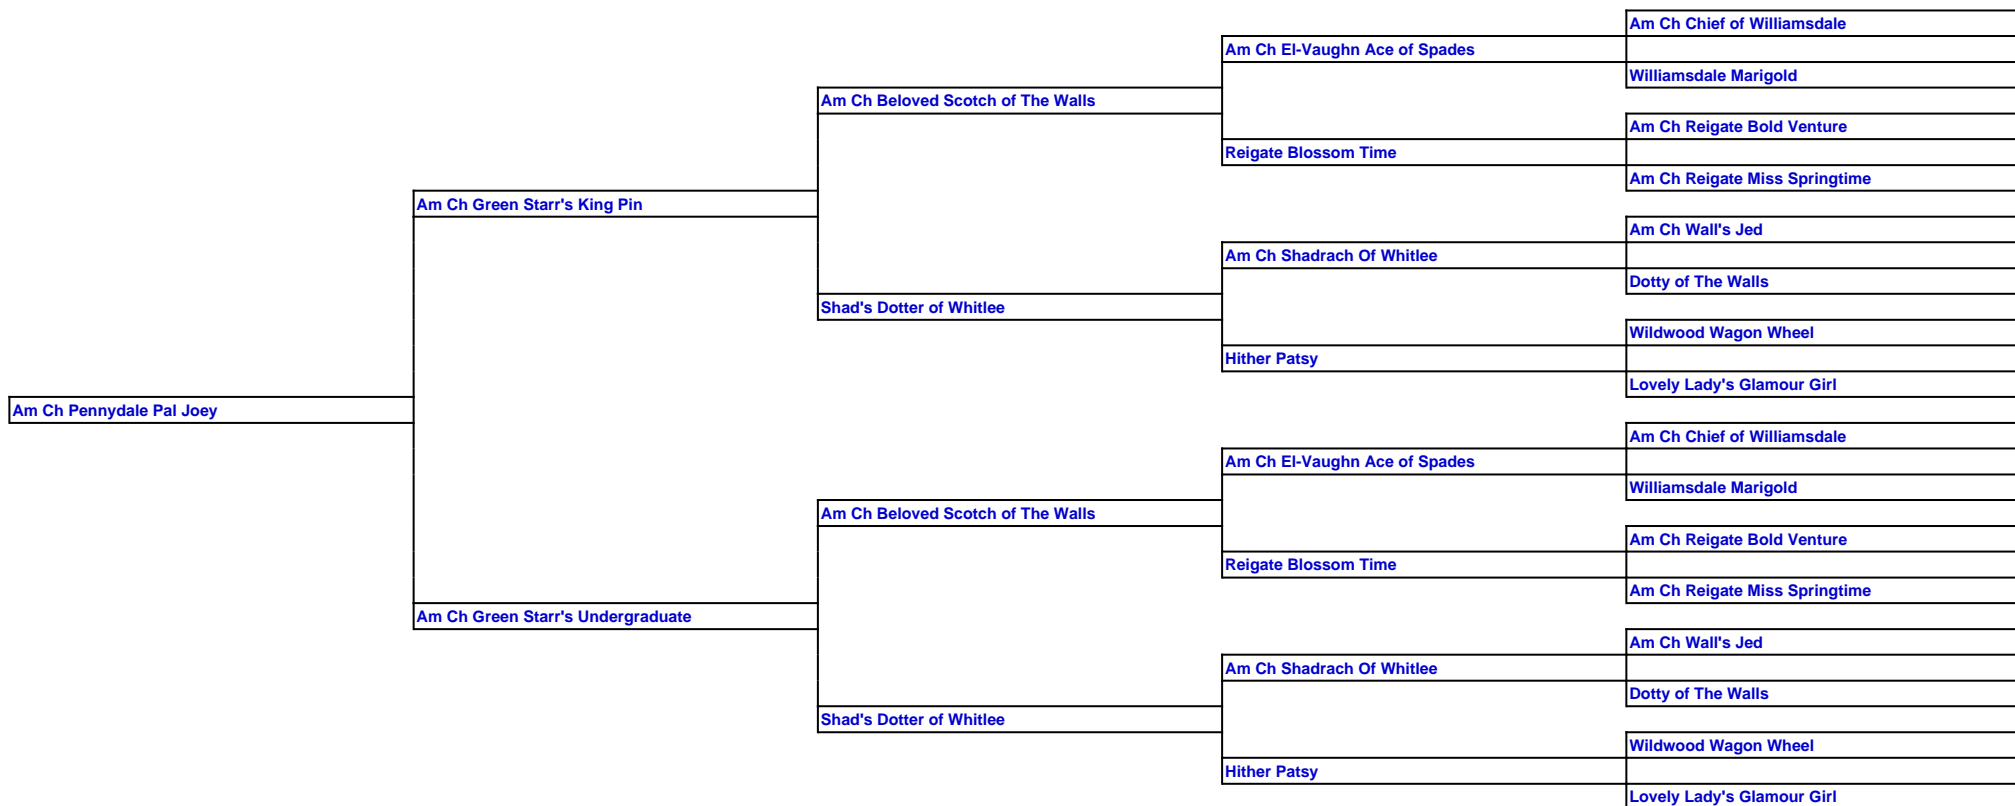 Am Ch Chief of Williamsdale
Am Ch El-Vaughn Ace of Spades
Williamsdale Marigold
Am Ch Beloved Scotch of The Walls
Am Ch Reigate Bold Venture
Reigate Blossom Time
Am Ch Reigate Miss Springtime
Am Ch Green Starr's King Pin
Am Ch Wall's Jed
Am Ch Shadrach Of Whitlee
Dotty of The Walls
Shad's Dotter of Whitlee
Wildwood Wagon Wheel
Hither Patsy
Lovely Lady's Glamour Girl
Am Ch Pennydale Pal Joey
Am Ch Chief of Williamsdale
Am Ch El-Vaughn Ace of Spades
Williamsdale Marigold
Am Ch Beloved Scotch of The Walls
Am Ch Reigate Bold Venture
Reigate Blossom Time
Am Ch Reigate Miss Springtime
Am Ch Green Starr's Undergraduate
Am Ch Wall's Jed
Am Ch Shadrach Of Whitlee
Dotty of The Walls
Shad's Dotter of Whitlee
Wildwood Wagon Wheel
Hither Patsy
Lovely Lady's Glamour Girl